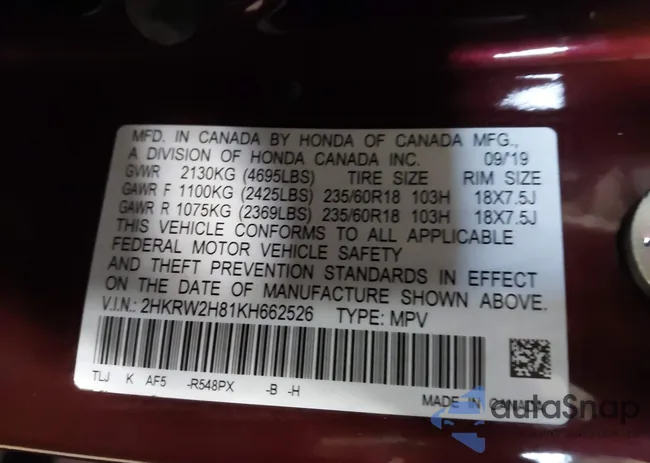 MFD. IN CANADA BY HONDA OF CANADA MFG.,
A DIVISION OF HONDA CANADA INC. 09/'19
GVWR 2130KG (4695LBS) TIRE SIZE RIM SIZE
GAWR F 1100KG (2425LBS) 235/60R18 103H 18X7.5J
GAWR R 1075KG (2369LBS) 235/60R18 103H 18X7.5J
THIS VEHICLE CONFORMS TO ALL APPLICABLE
FEDERAL MOTOR VEHICLE SAFETY
AND THEFT PREVENTION STANDARDS IN EFFECT
ON THE DATE OF MANUFACTURE SHOWN ABOVE.
V.I.N.: 2HKRW2H81KH662526 TYPE: MPV
TLJ K AF5 -R548PX -B -H
MADE IN CANADA
autoSnap